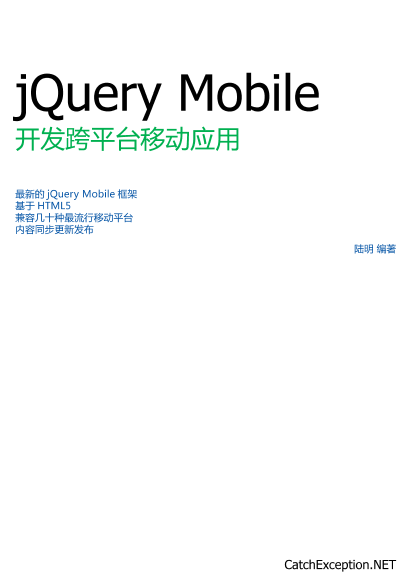 jQuery Mobile
开发跨平台移动应用
最新的 jQuery Mobile 框架
基于 HTML5
兼容几十种最流行移动平台
内容同步更新发布
陆明 编著
CatchException.NET